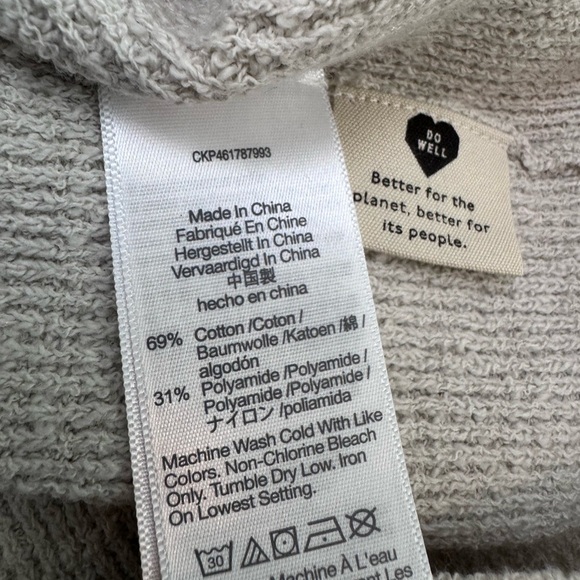 CKP461787993
Made In China
Fabriqué En Chine
Hergestellt In China
Vervaardigd In China
中国製
hecho en china
69% Cotton /Coton /
Baumwolle /Katoen /綿 /
algodón
31% Polyamide /Polyamide /
Polyamide /Polyamide /
ナイロン /poliamida
Machine Wash Cold With Like
Colors. Non-Chlorine Bleach
Only. Tumble Dry Low. Iron
On Lowest Setting.
30
Machine À L'eau
Les
DO
WELL
Better for the
planet, better for
its people.